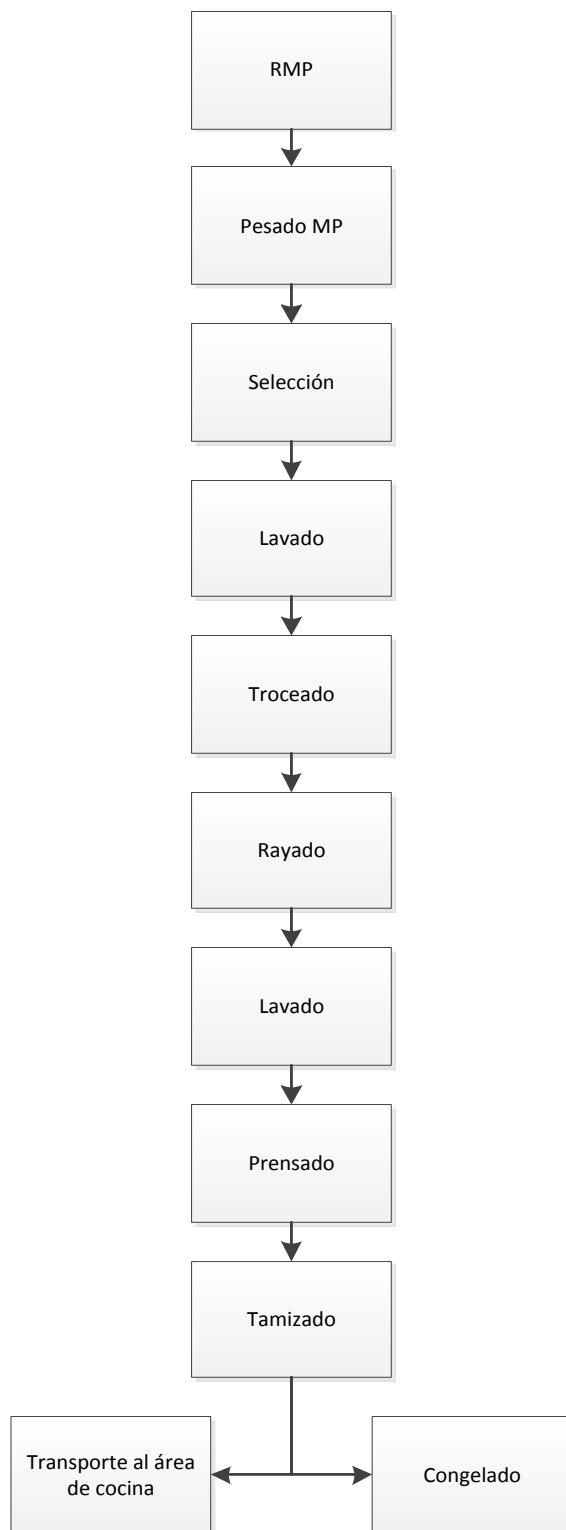 RMP
Pesado MP
Selección
Lavado
Troceado
Rayado
Lavado
Prensado
Tamizado
Transporte al área
de cocina
Congelado